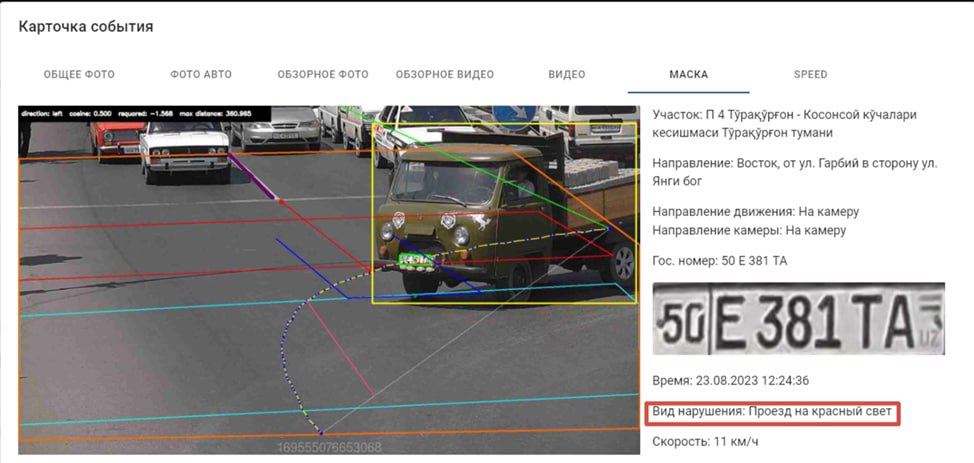 Карточка события
ОБЩЕЕ ФОТО
ФОТО АВТО
ОБЗОРНОЕ ФОТО
ОБЗОРНОЕ ВИДЕО
ВИДЕО
МАСКА
SPEED
direction: left cosine: 0.500 requared: -1.568 max distance: 360.965
Участок: П 4 Тўрақўрғон - Косонсой кўчалари
кесишмаси Тўрақўрғон тумани
Направление: Восток, от ул. Гарбий в сторону ул.
Янги бог
Направление движения: На камеру
Направление камеры: На камеру
Гос. номер: 50 E 381 TA
50 E 381 TA UZ
Время: 23.08.2023 12:24:36
Вид нарушения: Проезд на красный свет
Скорость: 11 км/ч
169555076653068